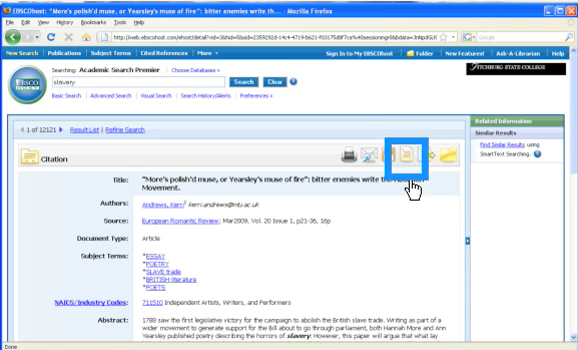 EBSCOhost: "More's polish'd muse, or Yearsley's muse of fire": bitter enemies write th... - Mozilla Firefox
File Edit View History Bookmarks Tools Help
Google
New Search Publications Subject Terms Cited References More Sign In to My EBSCOhost Folder New Features! Ask-A-Librarian Help
EBSCO HOST
Searching: Academic Search Premier Choose Databases »
FITCHBURG STATE COLLEGE
slavery Search Clear
Basic Search Advanced Search Visual Search Search History/Alerts Preferences »
Related Information
1 of 12121 Result List | Refine Search
Similar Results
Find Similar Results using
SmartText Searching.
Citation
Title: "More's polish'd muse, or Yearsley's muse of fire": bitter enemies write the
Movement.
Authors: Andrews, Kerri¹ kerri.andrews@ntu.ac.uk
Source: European Romantic Review; Mar2009, Vol. 20 Issue 1, p21-36, 16p
Document Type: Article
Subject Terms: *ESSAY
*POETRY
*SLAVE trade
*BRITISH literature
*POETS
NAICS/Industry Codes: 711510 Independent Artists, Writers, and Performers
Abstract: 1788 saw the first legislative victory for the campaign to abolish the British slave trade. Writing as part of a
wider movement to generate support for the Bill about to go through parliament, both Hannah More and Ann
Yearsley published poetry describing the horrors of slavery. However, this paper will argue that what lay
Done